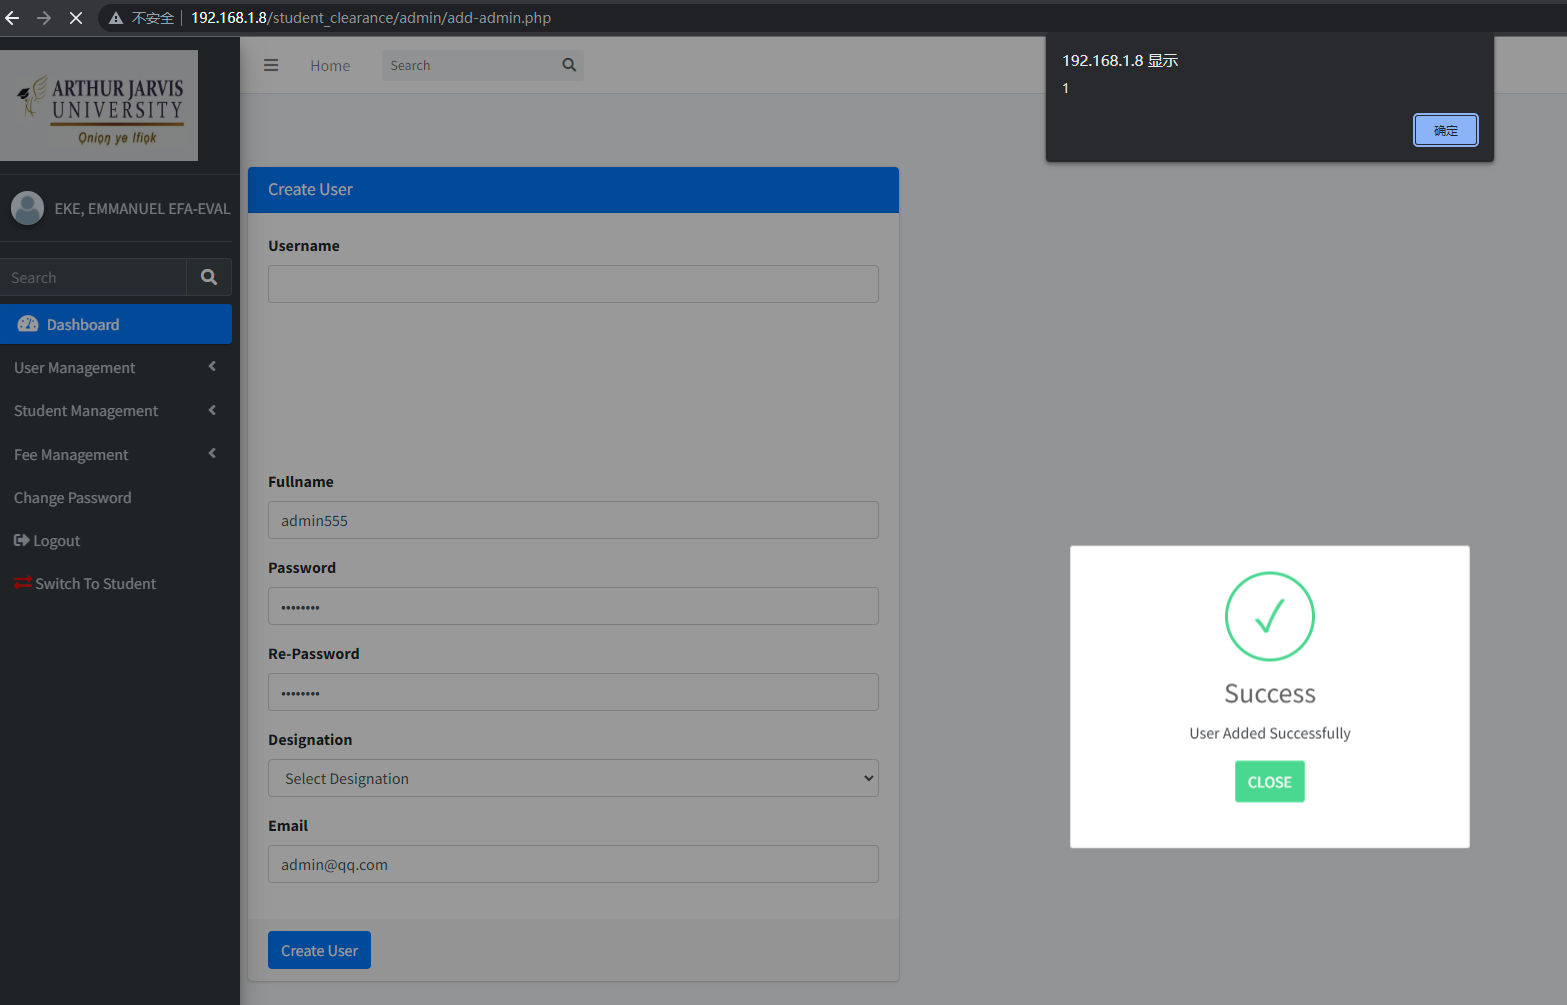 不安全 192.168.1.8/student_clearance/admin/add-admin.php
ARTHUR JARVIS
UNIVERSITY
Ọniọn ye Ifiọk
EKE, EMMANUEL EFA-EVAL
Search
Dashboard
User Management
Student Management
Fee Management
Change Password
Logout
Switch To Student
Home
Search
192.168.1.8 显示
1
确定
Create User
Username
Fullname
admin555
Password
••••••••
Re-Password
••••••••
Designation
Select Designation
Email
admin@qq.com
Create User
Success
User Added Successfully
CLOSE